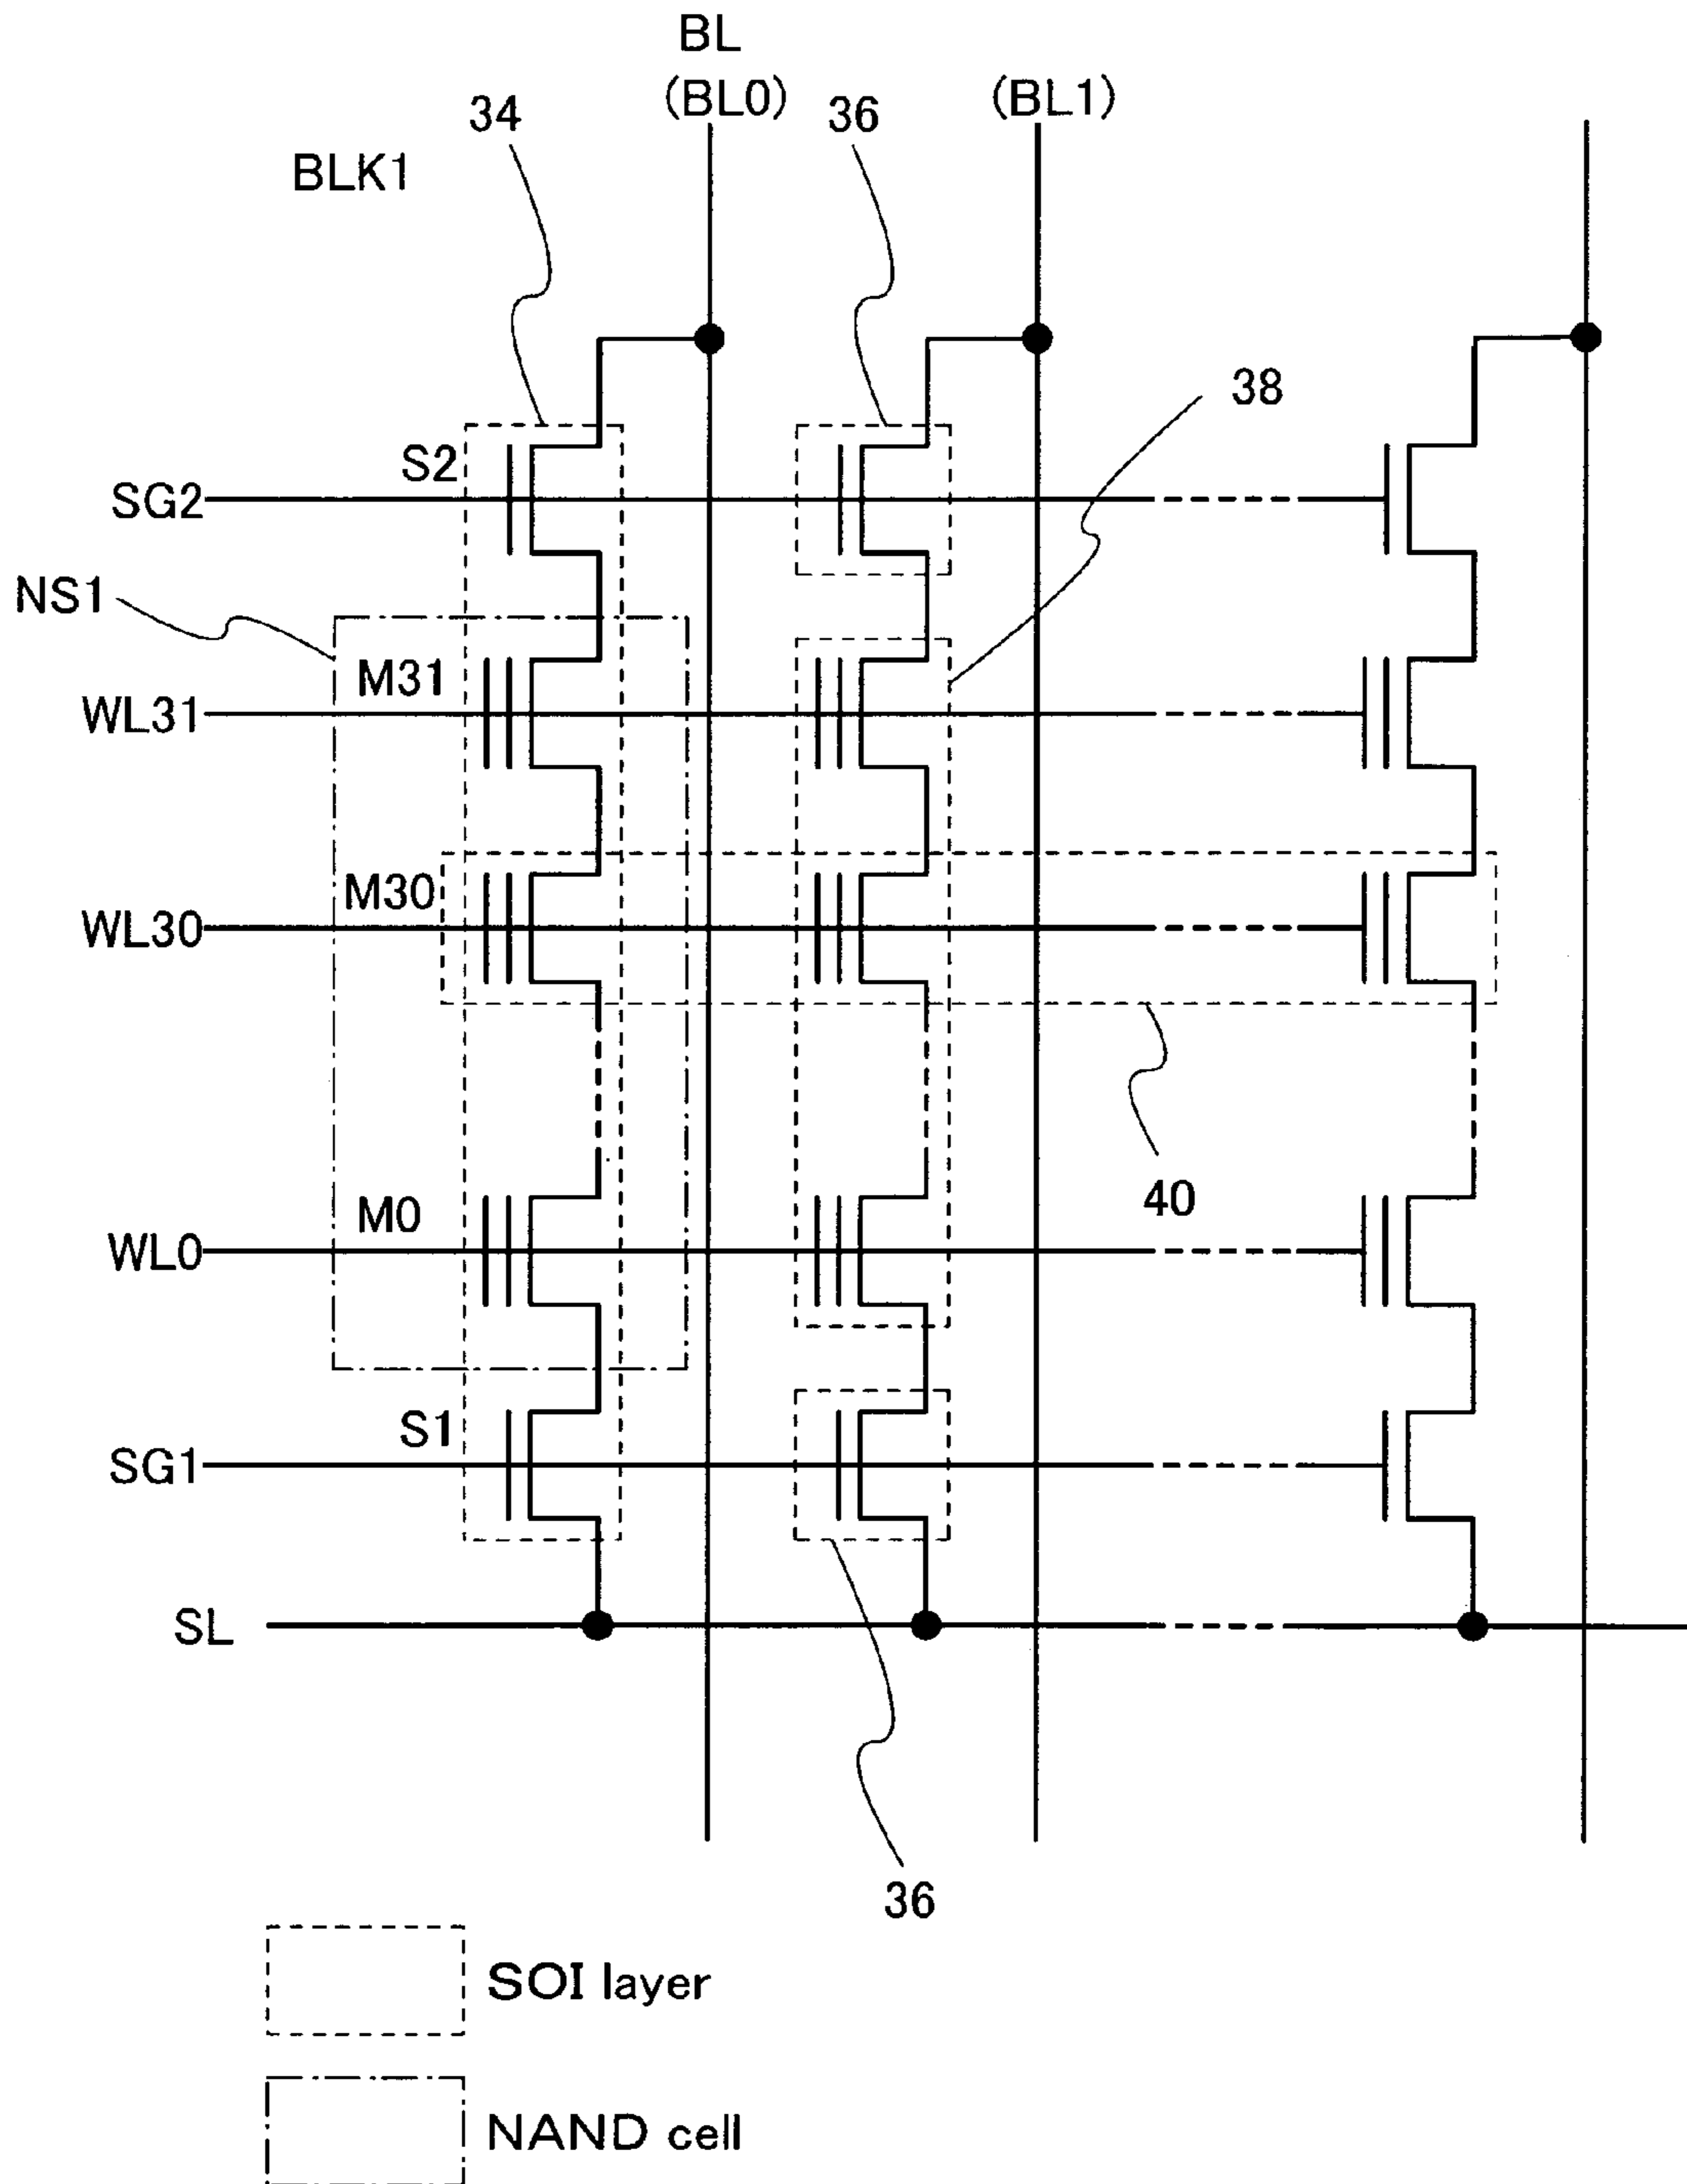 BL
(BL0)
(BL1)
34
36
BLK1
38
S2
SG2
NS1
M31
WL31
M30
WL30
40
M0
WL0
S1
SG1
SL
36
SOI layer
NAND cell